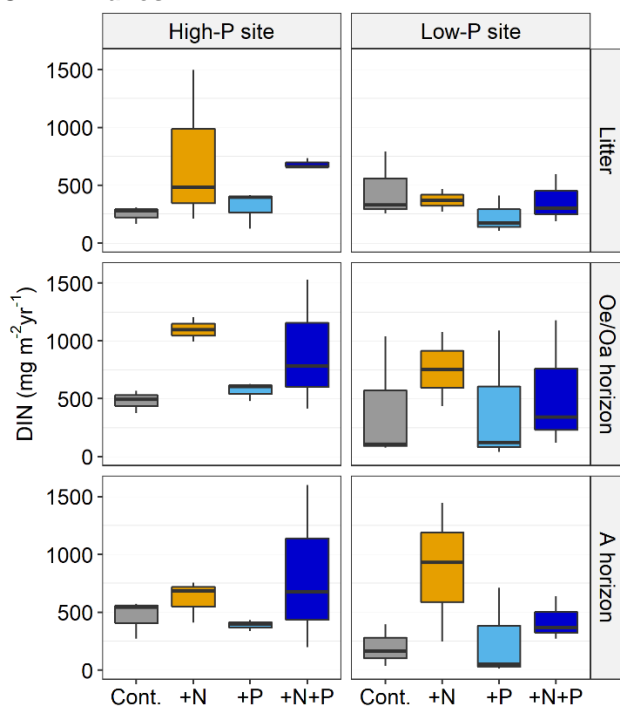 High-P site Low-P site
1500
1000
500
0
Litter
1500
1000
500
0
Oe/Oa horizon
DIN (mg m⁻²yr⁻¹)
1500
1000
500
0
A horizon
Cont. +N +P +N+P Cont. +N +P +N+P